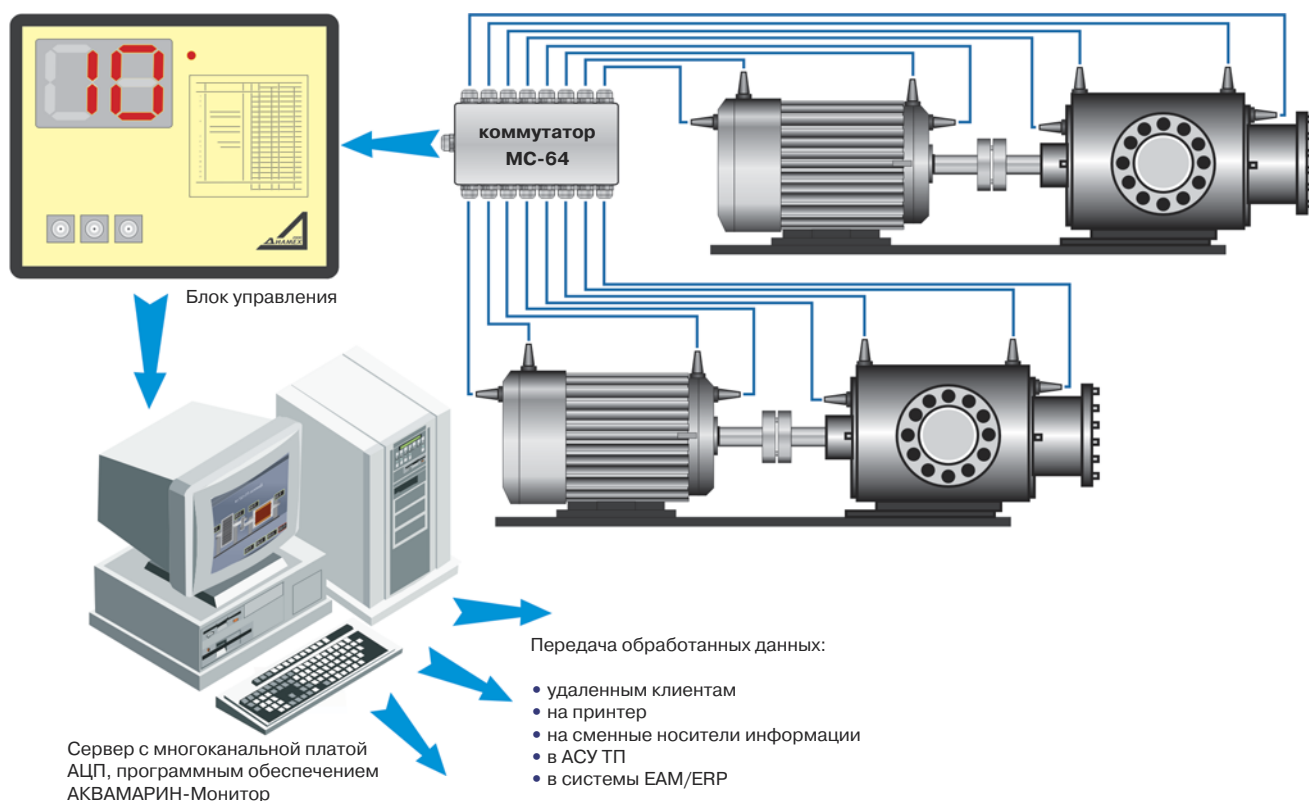 10
ДИАМЕХ
коммутатор
МС-64
Блок управления
Передача обработанных данных:
• удаленным клиентам
• на принтер
• на сменные носители информации
• в АСУ ТП
• в системы EAM/ERP
Сервер с многоканальной платой
АЦП, программным обеспечением
АКВАМАРИН-Монитор